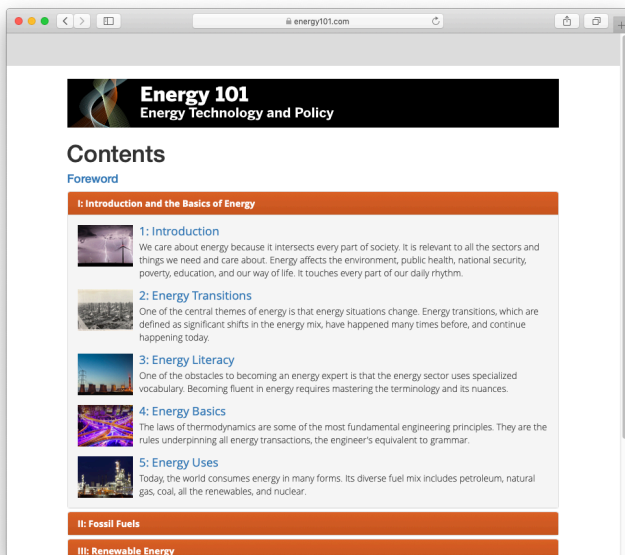 energy101.com
Energy 101
Energy Technology and Policy
Contents
Foreword
I: Introduction and the Basics of Energy
1: Introduction
We care about energy because it intersects every part of society. It is relevant to all the sectors and
things we need and care about. Energy affects the environment, public health, national security,
poverty, education, and our way of life. It touches every part of our daily rhythm.
2: Energy Transitions
One of the central themes of energy is that energy situations change. Energy transitions, which are
defined as significant shifts in the energy mix, have happened many times before, and continue
happening today.
3: Energy Literacy
One of the obstacles to becoming an energy expert is that the energy sector uses specialized
vocabulary. Becoming fluent in energy requires mastering the terminology and its nuances.
4: Energy Basics
The laws of thermodynamics are some of the most fundamental engineering principles. They are the
rules underpinning all energy transactions, the engineer's equivalent to grammar.
5: Energy Uses
Today, the world consumes energy in many forms. Its diverse fuel mix includes petroleum, natural
gas, coal, all the renewables, and nuclear.
II: Fossil Fuels
III: Renewable Energy